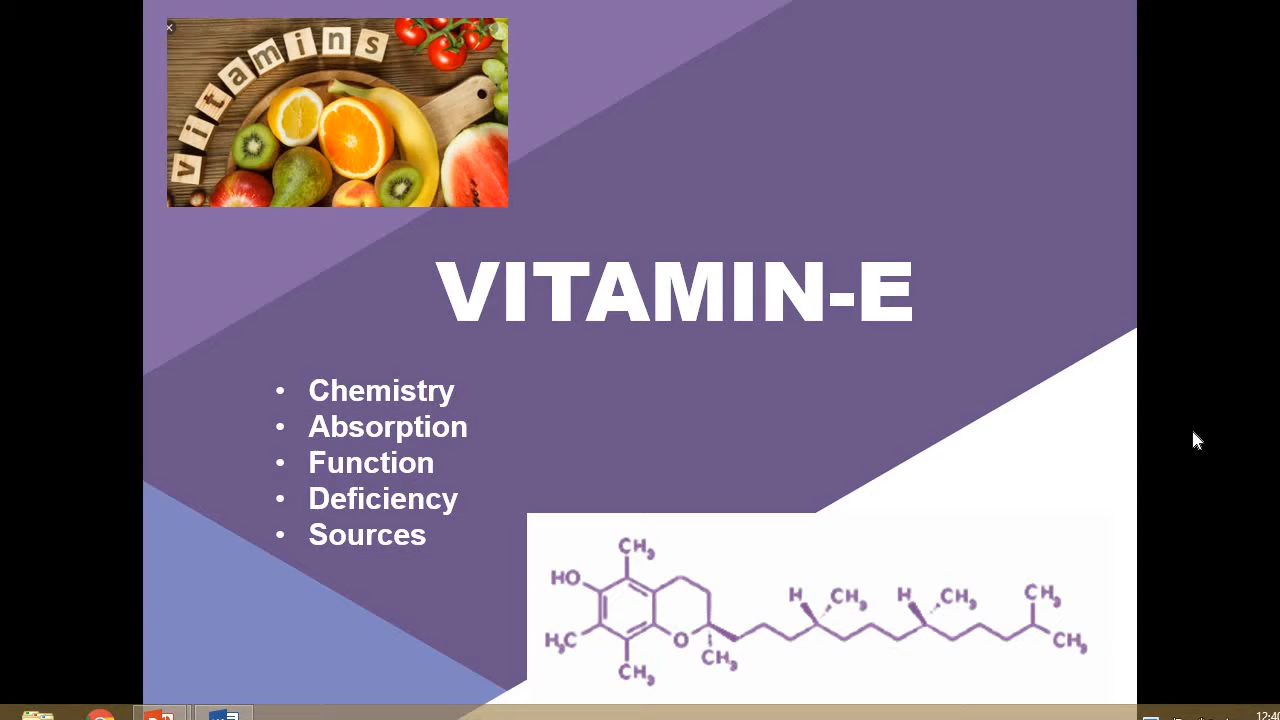 vitamins
VITAMIN-E
• Chemistry
• Absorption
• Function
• Deficiency
• Sources
CH₃
HO
H CH₃ H CH₃ CH₃
H₃C O CH₃ CH₃
CH₃